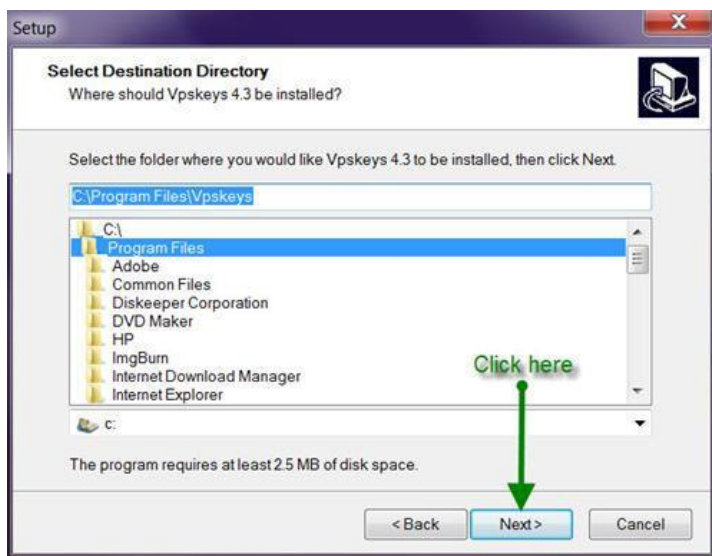 Setup
X
Select Destination Directory
Where should Vpskeys 4.3 be installed?
Select the folder where you would like Vpskeys 4.3 to be installed, then click Next.
C:\Program Files\Vpskeys
C:\
Program Files
Adobe
Common Files
Diskeeper Corporation
DVD Maker
HP
ImgBurn
Internet Download Manager
Internet Explorer
Click here
c:
The program requires at least 2.5 MB of disk space.
< Back Next > Cancel